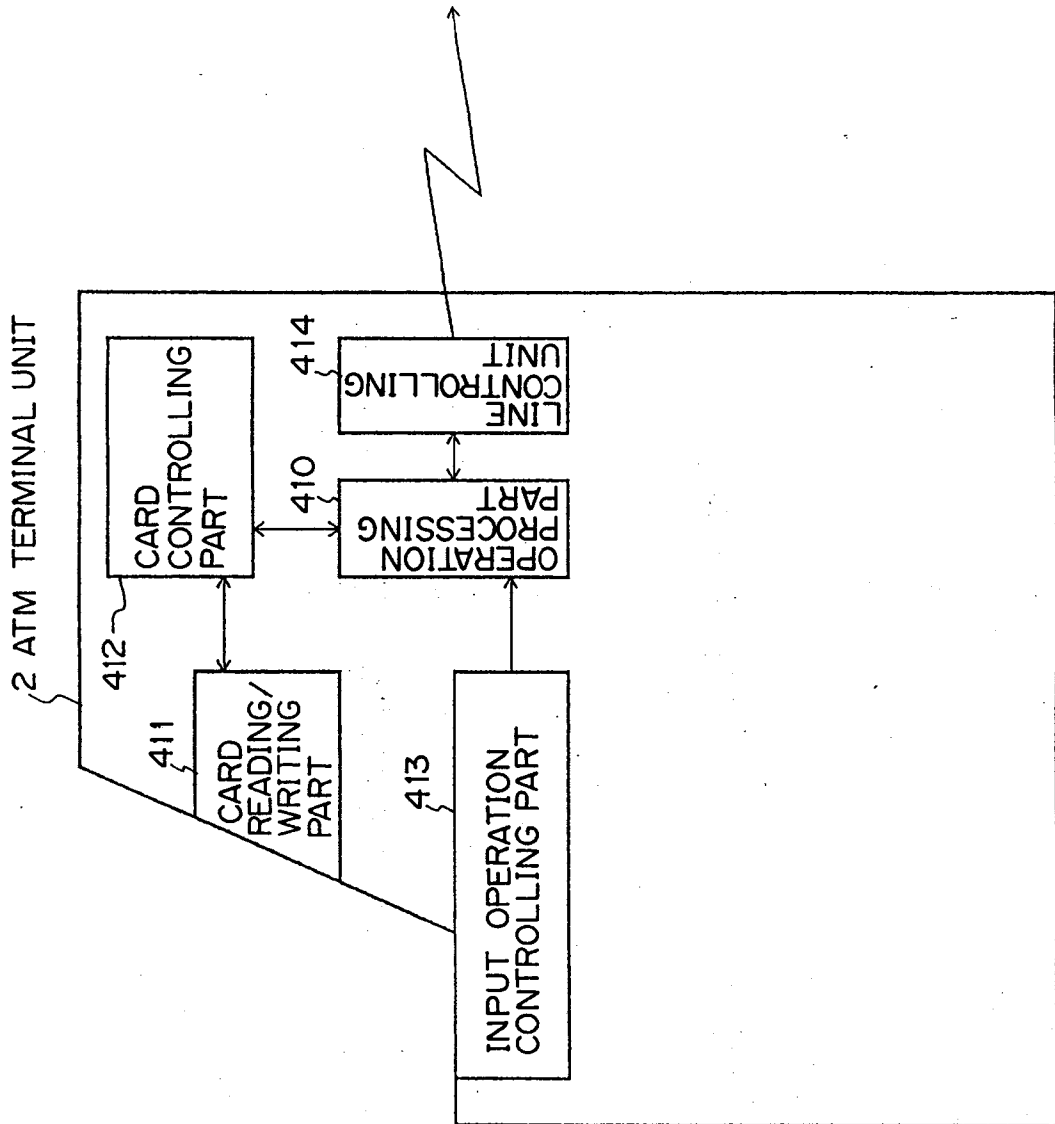 2 ATM TERMINAL UNIT
412
CARD
CONTROLLING
PART
411
CARD
READING/
WRITING
PART
410
OPERATION
PROCESSING
PART
414
LINE
CONTROLLING
UNIT
413
INPUT OPERATION
CONTROLLING PART